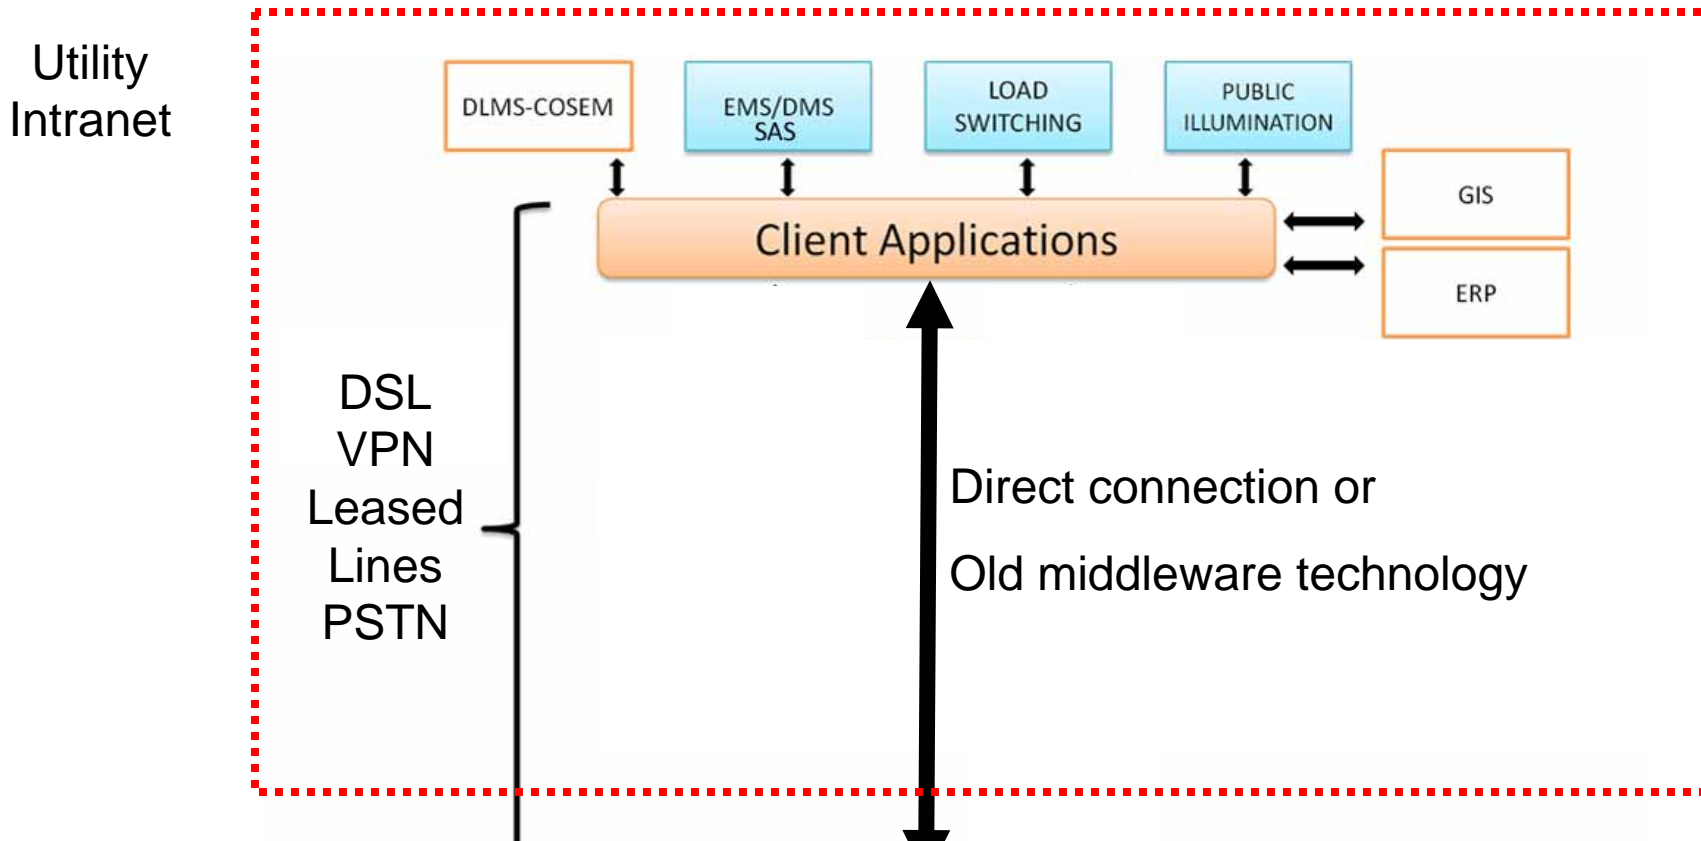 Utility
Intranet
DLMS-COSEM
EMS/DMS
SAS
LOAD
SWITCHING
PUBLIC
ILLUMINATION
GIS
Client Applications
ERP
DSL
VPN
Leased
Lines
PSTN
Direct connection or
Old middleware technology